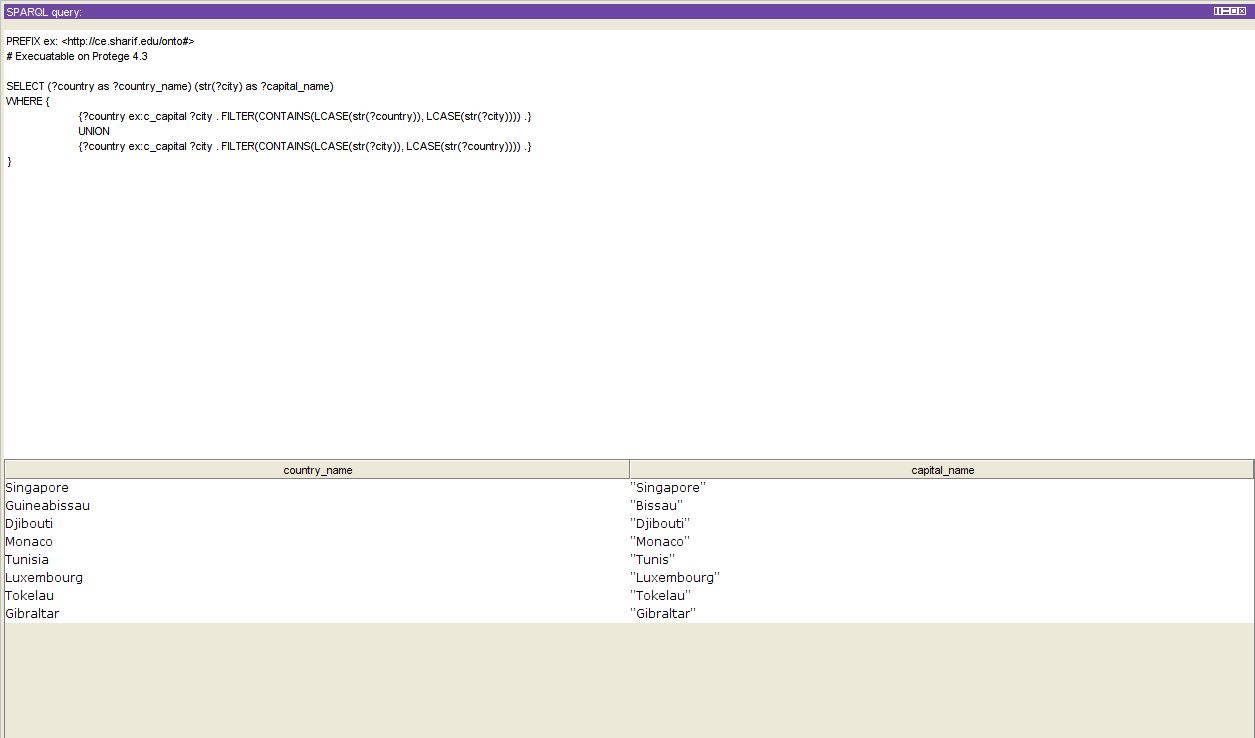 SPARQL query:
PREFIX ex: <http://ce.sharif.edu/onto#>
# Execuatable on Protege 4.3
SELECT (?country as ?country_name) (str(?city) as ?capital_name)
WHERE {
{?country ex:c_capital ?city . FILTER(CONTAINS(LCASE(str(?country)), LCASE(str(?city)))) .}
UNION
{?country ex:c_capital ?city . FILTER(CONTAINS(LCASE(str(?city)), LCASE(str(?country)))) .}
}
country_name capital_name
Singapore "Singapore"
Guineabissau "Bissau"
Djibouti "Djibouti"
Monaco "Monaco"
Tunisia "Tunis"
Luxembourg "Luxembourg"
Tokelau "Tokelau"
Gibraltar "Gibraltar"